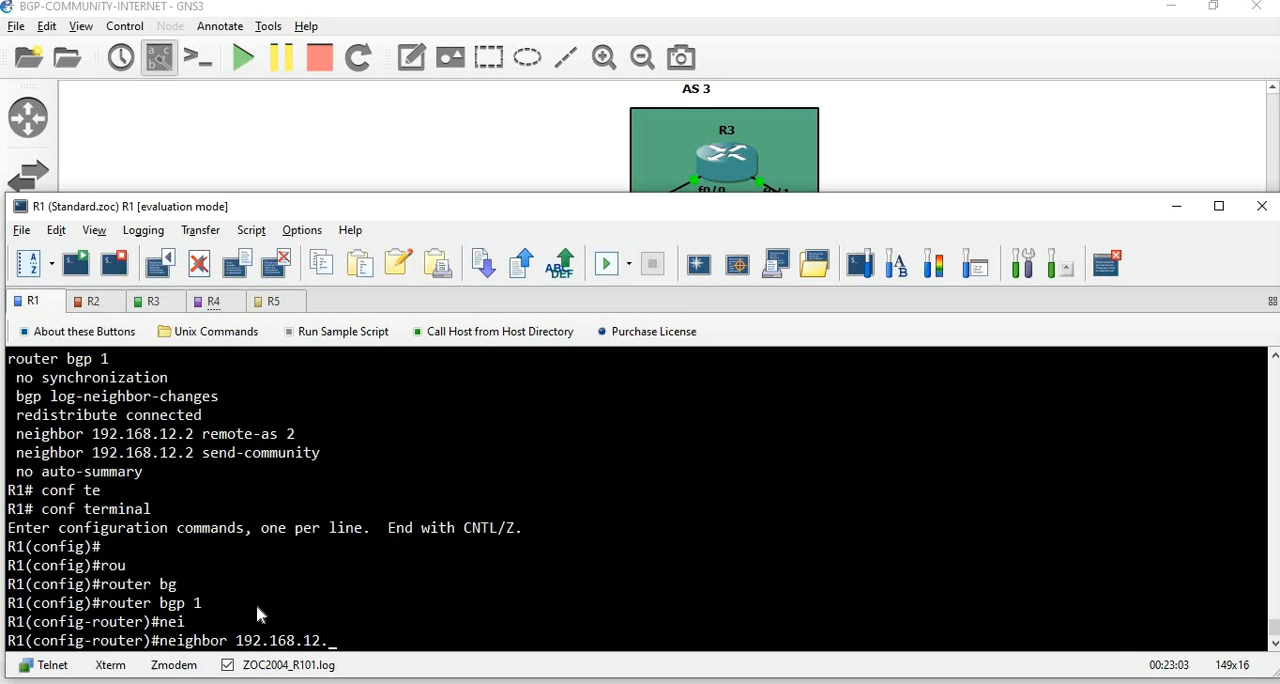 BGP-COMMUNITY-INTERNET - GNS3
File Edit View Control Node Annotate Tools Help
AS 3
R3
f0/0 f0/1
R1 (Standard.zoc) R1 [evaluation mode]
File Edit View Logging Transfer Script Options Help
R1 R2 R3 R4 R5
About these Buttons Unix Commands Run Sample Script Call Host from Host Directory Purchase License
router bgp 1
no synchronization
bgp log-neighbor-changes
redistribute connected
neighbor 192.168.12.2 remote-as 2
neighbor 192.168.12.2 send-community
no auto-summary
R1# conf te
R1# conf terminal
Enter configuration commands, one per line. End with CNTL/Z.
R1(config)#
R1(config)#rou
R1(config)#router bg
R1(config)#router bgp 1
R1(config-router)#nei
R1(config-router)#neighbor 192.168.12._
Telnet Xterm Zmodem ZOC2004_R101.log 00:23:03 149x16